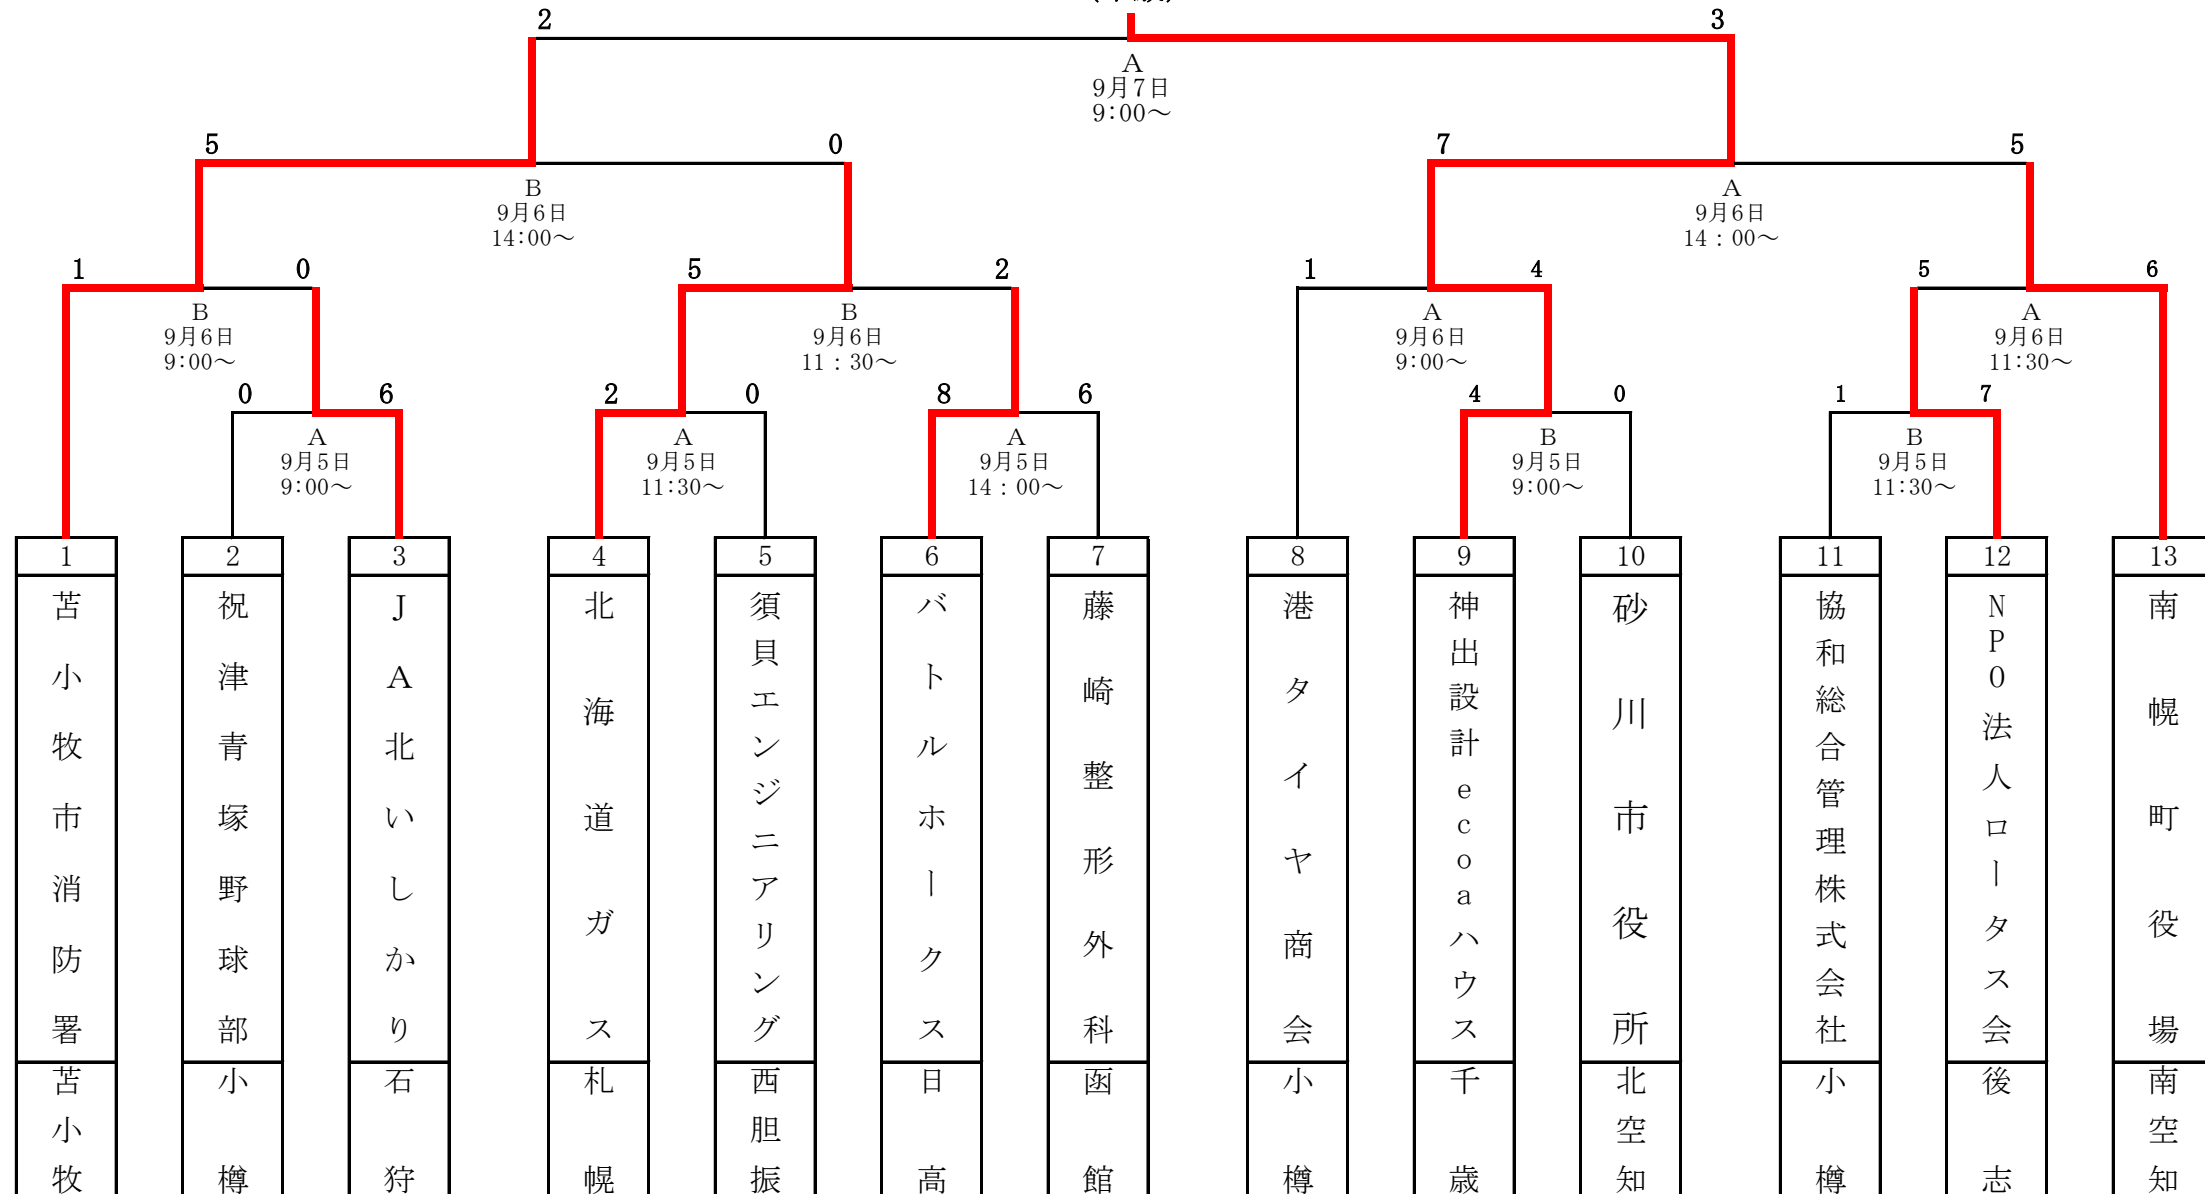 2 3
A
9月7日
9:00～
5 0 7 5
B
9月6日
14:00～
A
9月6日
14：00～
1 0 5 2 1 4 5 6
B
9月6日
9:00～
B
9月6日
11：30～
A
9月6日
9:00～
A
9月6日
11:30～
0 6 2 0 8 6 4 0 1 7
A
9月5日
9:00～
A
9月5日
11:30～
A
9月5日
14：00～
B
9月5日
9:00～
B
9月5日
11:30～
1
苫小牧市消防署
苫小牧
2
祝津青塚野球部
小樽
3
JA北いしかり
石狩
4
北海道ガス
札幌
5
須貝エンジニアリング
西胆振
6
バトルホークス
日高
7
藤崎整形外科
函館
8
港タイヤ商会
小樽
9
神出設計ecoaハウス
千歳
10
砂川市役所
北空知
11
協和総合管理株式会社
小樽
12
NPO法人ロータス会
後志
13
南幌町役場
南空知